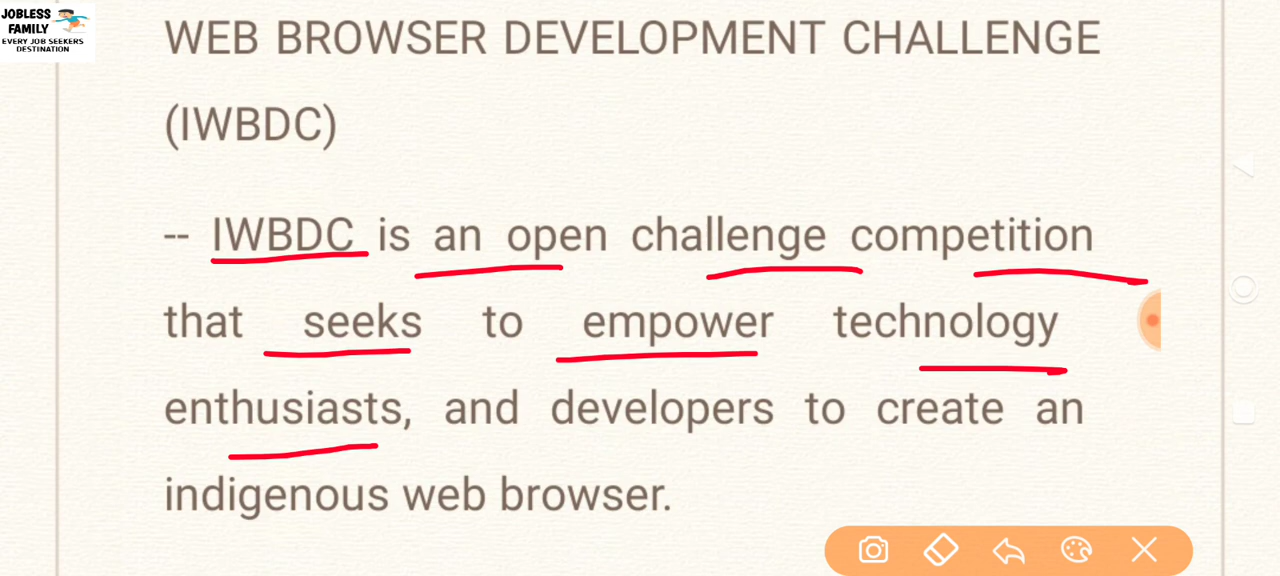 JOBLESS
FAMILY
EVERY JOB SEEKERS
DESTINATION
WEB BROWSER DEVELOPMENT CHALLENGE
(IWBDC)
-- IWBDC is an open challenge competition
that seeks to empower technology
enthusiasts, and developers to create an
indigenous web browser.